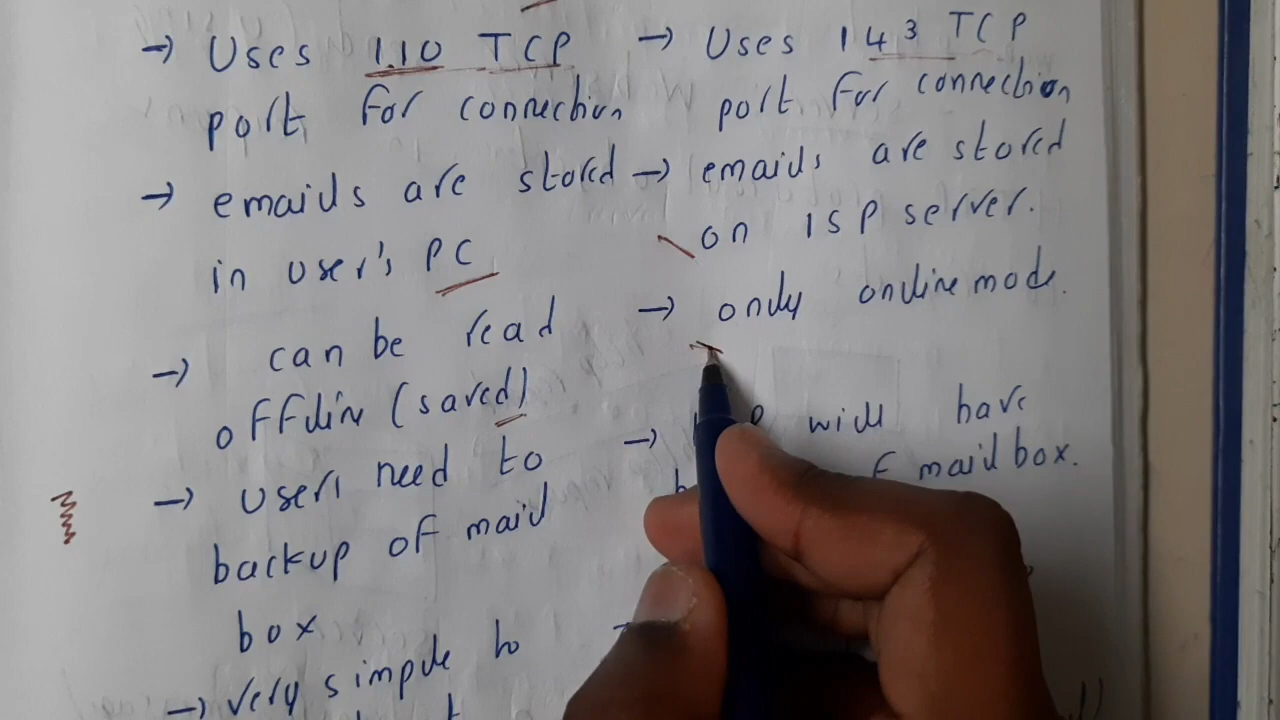 → Uses 110 TCP
port for connection
→ emails are stored
in user's PC
→ can be read
offline (saved)
→ Users need to
backup of mail
box
→ very simple to
→ Uses 143 TCP
port for connection
→ emails are stored
on ISP server.
→ only online mode.
→ will have
of mailbox.